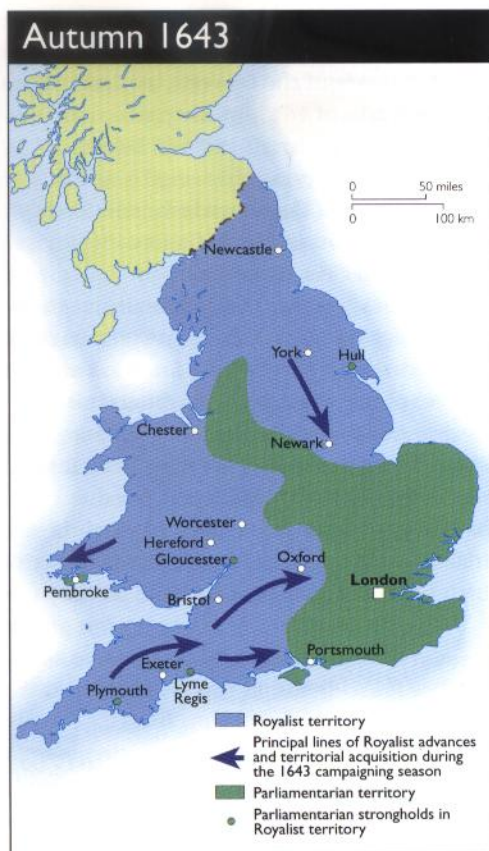 Autumn 1643
0 50 miles
0 100 km
Newcastle
York
Hull
Chester
Newark
Worcester
Hereford
Gloucester
Oxford
London
Pembroke
Bristol
Portsmouth
Exeter
Plymouth
Lyme
Regis
Royalist territory
Principal lines of Royalist advances
and territorial acquisition during
the 1643 campaigning season
Parliamentarian territory
Parliamentarian strongholds in
Royalist territory